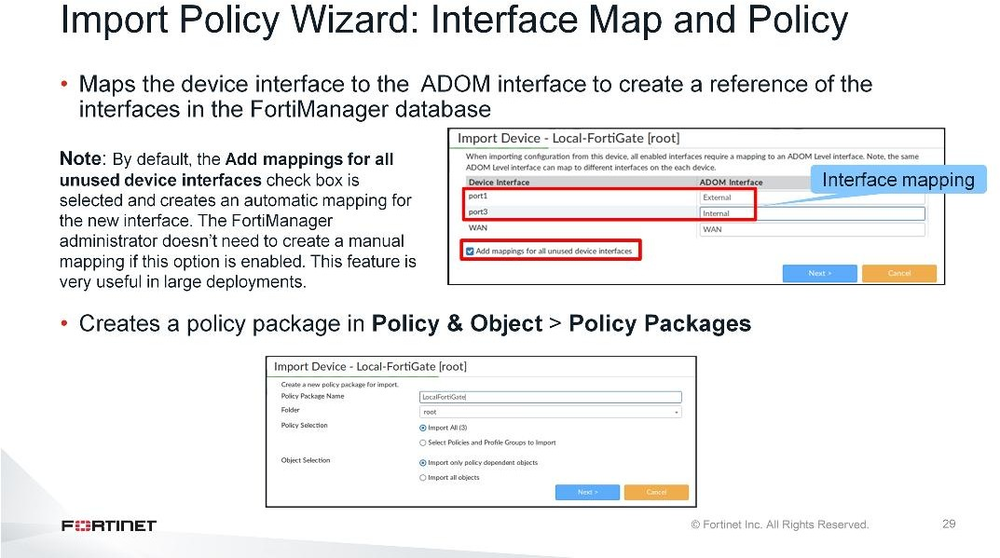 Import Policy Wizard: Interface Map and Policy
• Maps the device interface to the ADOM interface to create a reference of the
interfaces in the FortiManager database
Note: By default, the Add mappings for all
unused device interfaces check box is
selected and creates an automatic mapping for
the new interface. The FortiManager
administrator doesn't need to create a manual
mapping if this option is enabled. This feature is
very useful in large deployments.
Import Device - Local-FortiGate [root]
When importing configuration from this device, all enabled interfaces require a mapping to an ADOM Level interface. Note, the same
ADOM Level interface can map to different interfaces on the each device.
Device Interface ADOM Interface
port1 External
port3 Internal
WAN WAN
Add mappings for all unused device interfaces
Next > Cancel
Interface mapping
• Creates a policy package in Policy & Object > Policy Packages
Import Device - Local-FortiGate [root]
Create a new policy package for import.
Policy Package Name LocalFortiGate
Folder root
Policy Selection Import All (3)
Select Policies and Profile Groups to Import
Object Selection Import only policy dependent objects
Import all objects
Next > Cancel
FORTINET
© Fortinet Inc. All Rights Reserved. 29